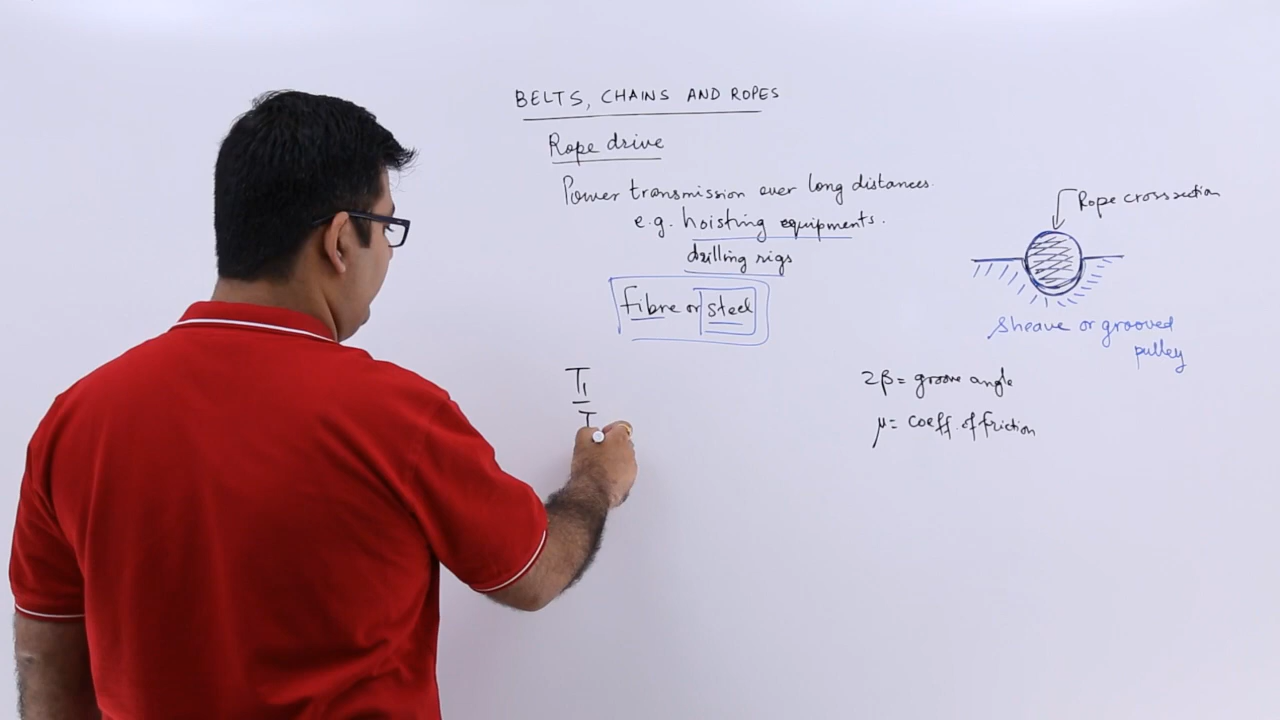 BELTS, CHAINS AND ROPES
Rope drive
Power transmission over long distances.
e.g. hoisting equipments.
drilling rigs
fibre or steel
Rope cross section
Sheave or grooved
pulley
2β = groove angle
μ = coeff. of friction
T₁
T